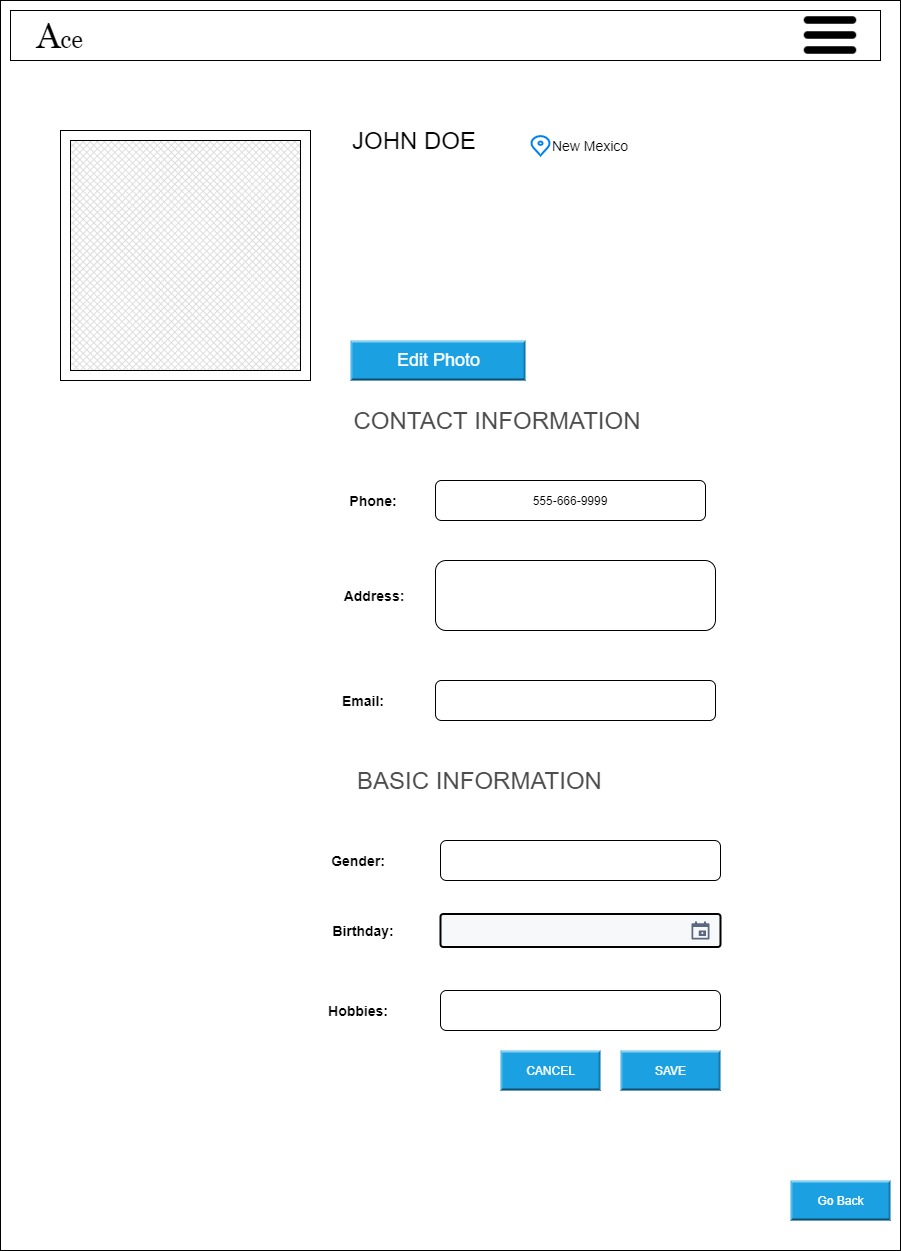 Ace
JOHN DOE
New Mexico
Edit Photo
CONTACT INFORMATION
Phone: 555-666-9999
Address:
Email:
BASIC INFORMATION
Gender:
Birthday:
Hobbies:
CANCEL SAVE
Go Back